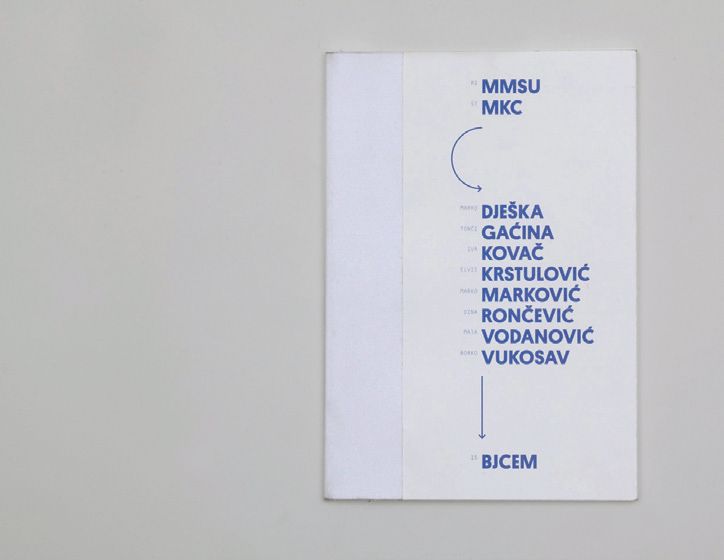 RI MMSU
ST MKC
MARKO DJEŠKA
TONČI GAĆINA
IVA KOVAČ
ELVIS KRSTULOVIĆ
MARKO MARKOVIĆ
DINA RONČEVIĆ
MAJA VODANOVIĆ
BORKO VUKOSAV
BJCEM